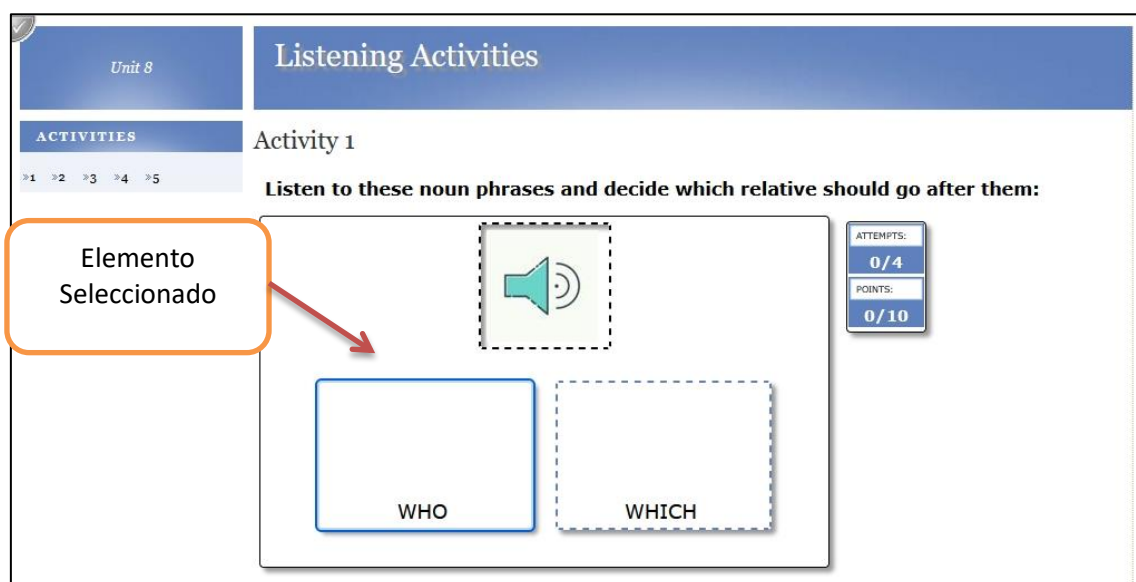 Unit 8
Listening Activities
ACTIVITIES
»1 »2 »3 »4 »5
Activity 1
Listen to these noun phrases and decide which relative should go after them:
Elemento
Seleccionado
ATTEMPTS:
0/4
POINTS:
0/10
WHO
WHICH